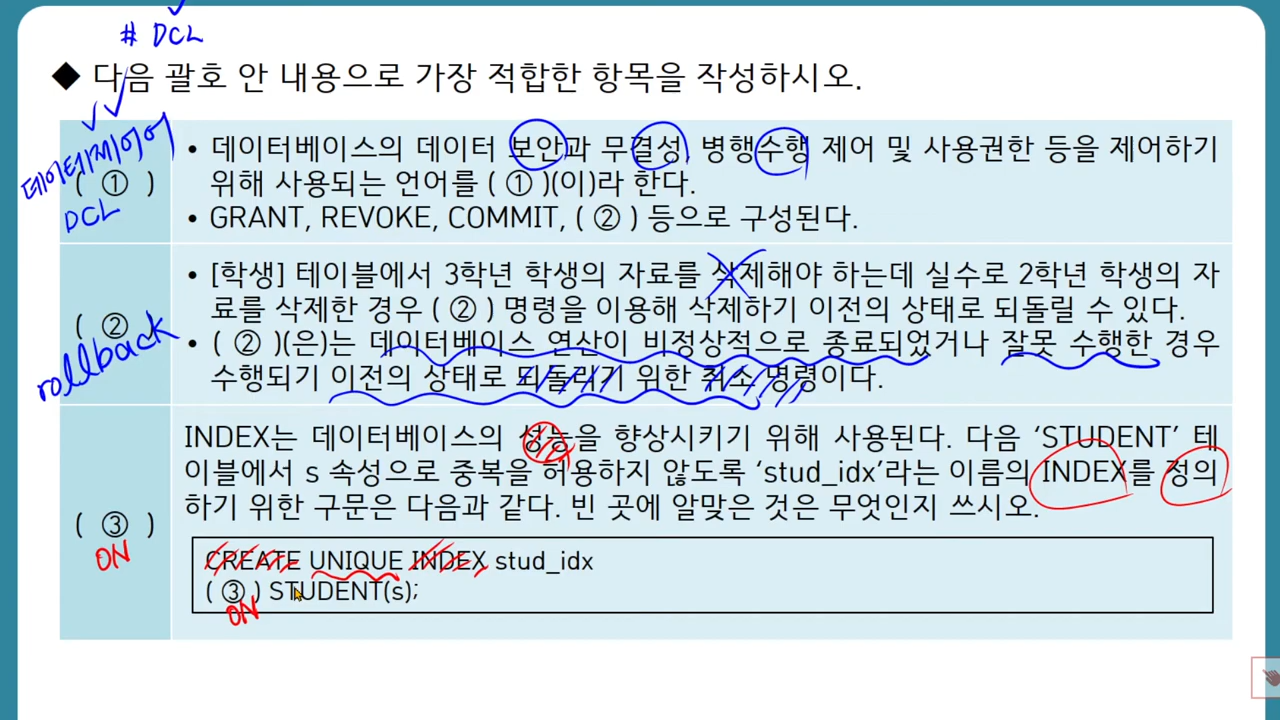 # DCL
◆ 다음 괄호 안 내용으로 가장 적합한 항목을 작성하시오.
데이터제어어
( ① )
DCL
• 데이터베이스의 데이터 보안과 무결성, 병행수행 제어 및 사용권한 등을 제어하기
위해 사용되는 언어를 ( ① )(이)라 한다.
• GRANT, REVOKE, COMMIT, ( ② ) 등으로 구성된다.
( ② )
rollback
• [학생] 테이블에서 3학년 학생의 자료를 삭제해야 하는데 실수로 2학년 학생의 자
료를 삭제한 경우 ( ② ) 명령을 이용해 삭제하기 이전의 상태로 되돌릴 수 있다.
• ( ② )(은)는 데이터베이스 연산이 비정상적으로 종료되었거나 잘못 수행한 경우
수행되기 이전의 상태로 되돌리기 위한 취소 명령이다.
( ③ )
ON
INDEX는 데이터베이스의 성능을 향상시키기 위해 사용된다. 다음 ‘STUDENT’ 테
이블에서 s 속성으로 중복을 허용하지 않도록 ‘stud_idx’라는 이름의 INDEX를 정의
하기 위한 구문은 다음과 같다. 빈 곳에 알맞은 것은 무엇인지 쓰시오.
CREATE UNIQUE INDEX stud_idx
( ③ ) STUDENT(s);
ON